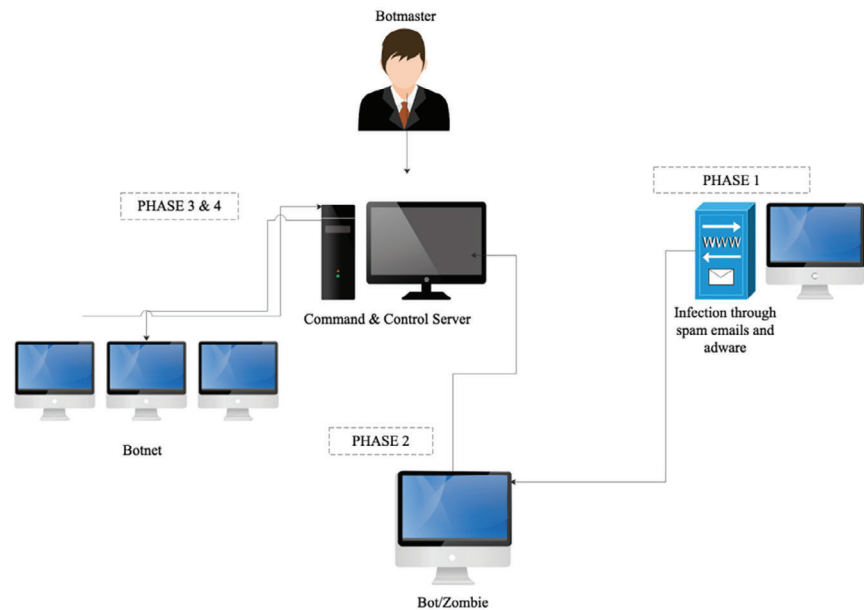 Botmaster
PHASE 1
PHASE 3 & 4
WWW
Command & Control Server
Infection through
spam emails and
adware
PHASE 2
Botnet
Bot/Zombie